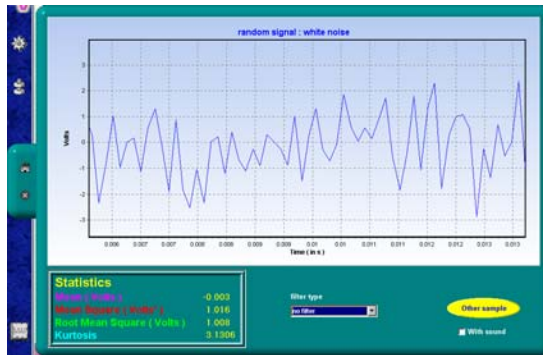 random signal : white noise
3
2
1
0
-1
-2
-3
Volts
0.006 0.007 0.007 0.008 0.008 0.009 0.009 0.01 0.01 0.011 0.011 0.012 0.012 0.013 0.013
Time ( in s )
Statistics
Mean ( Volts ) -0.003
Mean Square ( Volts² ) 1.016
Root Mean Square ( Volts ) 1.008
Kurtosis 3.1306
filter type
no filter
Other sample
With sound